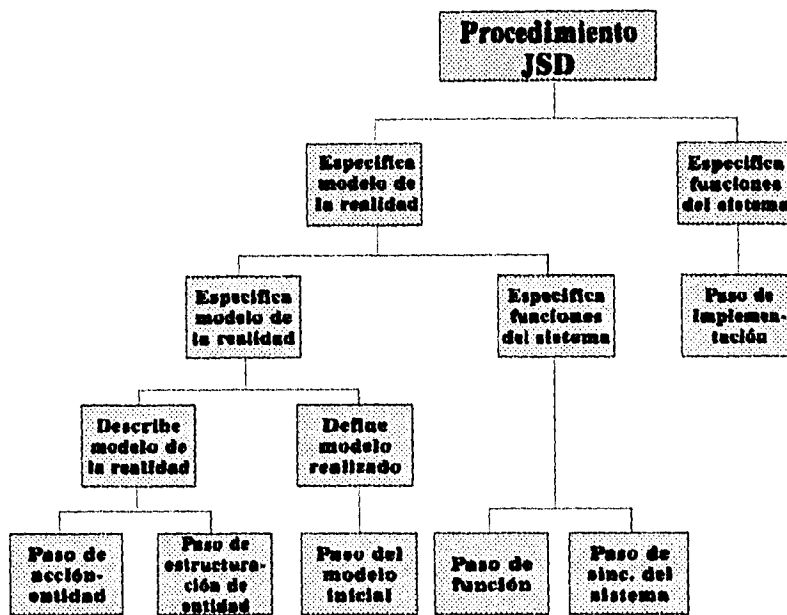 Procedimiento
JSD
Especifica
modelo de
la realidad
Especifica
funciones
del sistema
Especifica
modelo de
la realidad
Especifica
funciones
del sistema
Paso de
implemen-
tación
Describe
modelo de
la realidad
Define
modelo
realizado
Paso de
acción-
entidad
Paso de
estructura-
ción de
entidad
Paso del
modelo
inicial
Paso de
función
Paso de
sinc. del
sistema